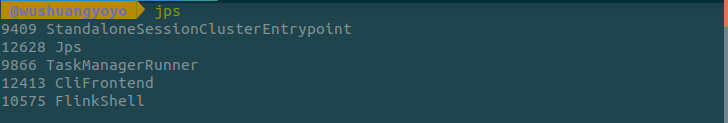 @wushuangyoyo jps
9409 StandaloneSessionClusterEntrypoint
12628 Jps
9866 TaskManagerRunner
12413 CliFrontend
10575 FlinkShell